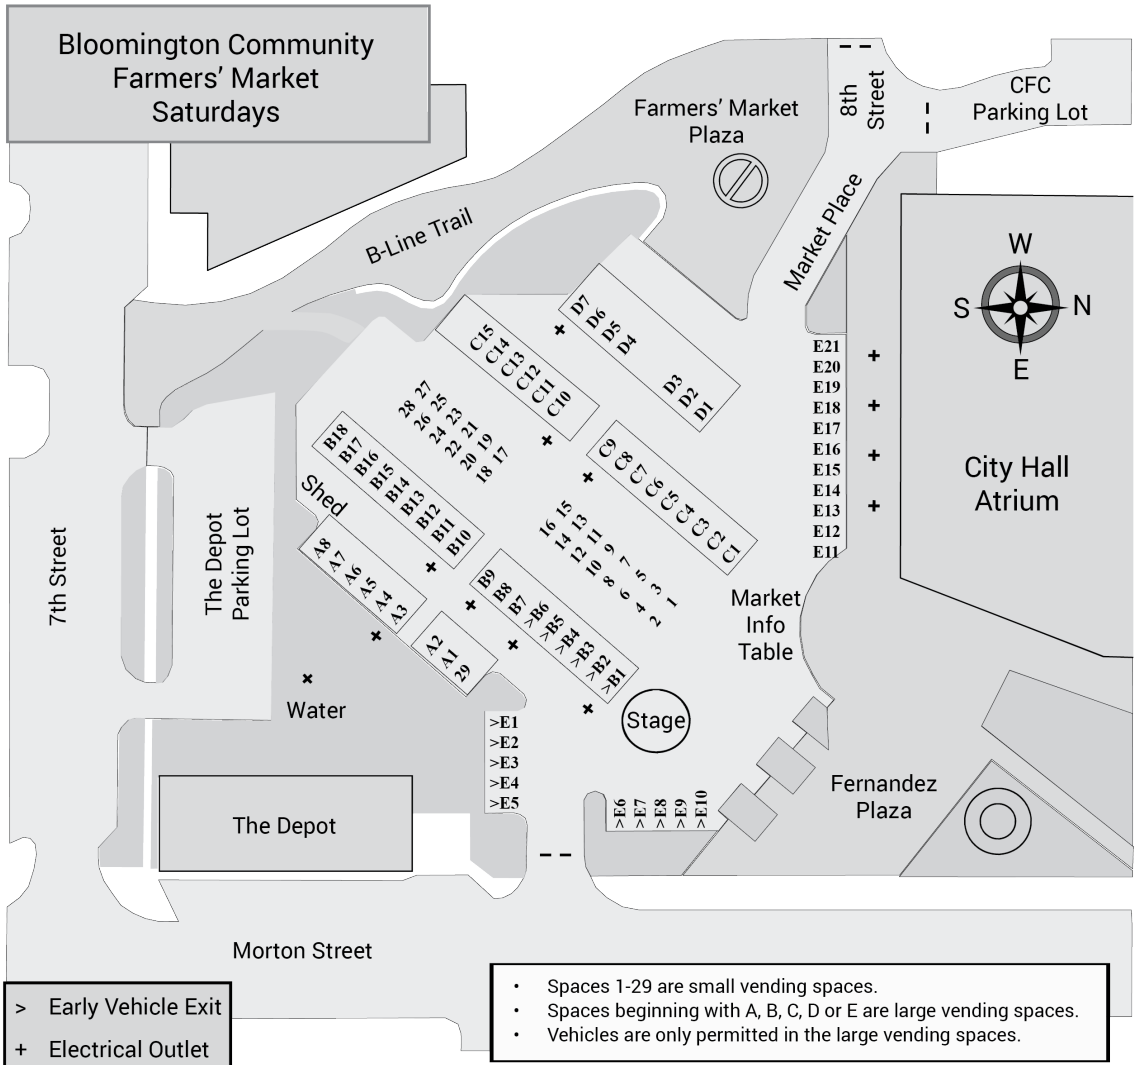 Bloomington Community
Farmers' Market
Saturdays
Farmers' Market
Plaza
8th
Street
CFC
Parking Lot
Market Place
B-Line Trail
W
S
N
E
D7
D6
D5
D4
D3
D2
D1
C15
C14
C13
C12
C11
C10
C9
C8
C7
C6
C5
C4
C3
C2
C1
E21
E20
E19
E18
E17
E16
E15
E14
E13
E12
E11
City Hall
Atrium
28 27
26 25
24 23
22 21
20 19
18 17
16 15
14 13
12 11
10 9
8 7
6 5
4 3
2 1
B18
B17
B16
B15
B14
B13
B12
B11
B10
B9
B8
B7
>B6
>B5
>B4
>B3
>B2
>B1
Shed
A8
A7
A6
A5
A4
A3
A2
A1
29
7th Street
The Depot
Parking Lot
Market
Info
Table
Water
Stage
>E1
>E2
>E3
>E4
>E5
>E6
>E7
>E8
>E9
>E10
Fernandez
Plaza
The Depot
Morton Street
> Early Vehicle Exit
+ Electrical Outlet
• Spaces 1-29 are small vending spaces.
• Spaces beginning with A, B, C, D or E are large vending spaces.
• Vehicles are only permitted in the large vending spaces.